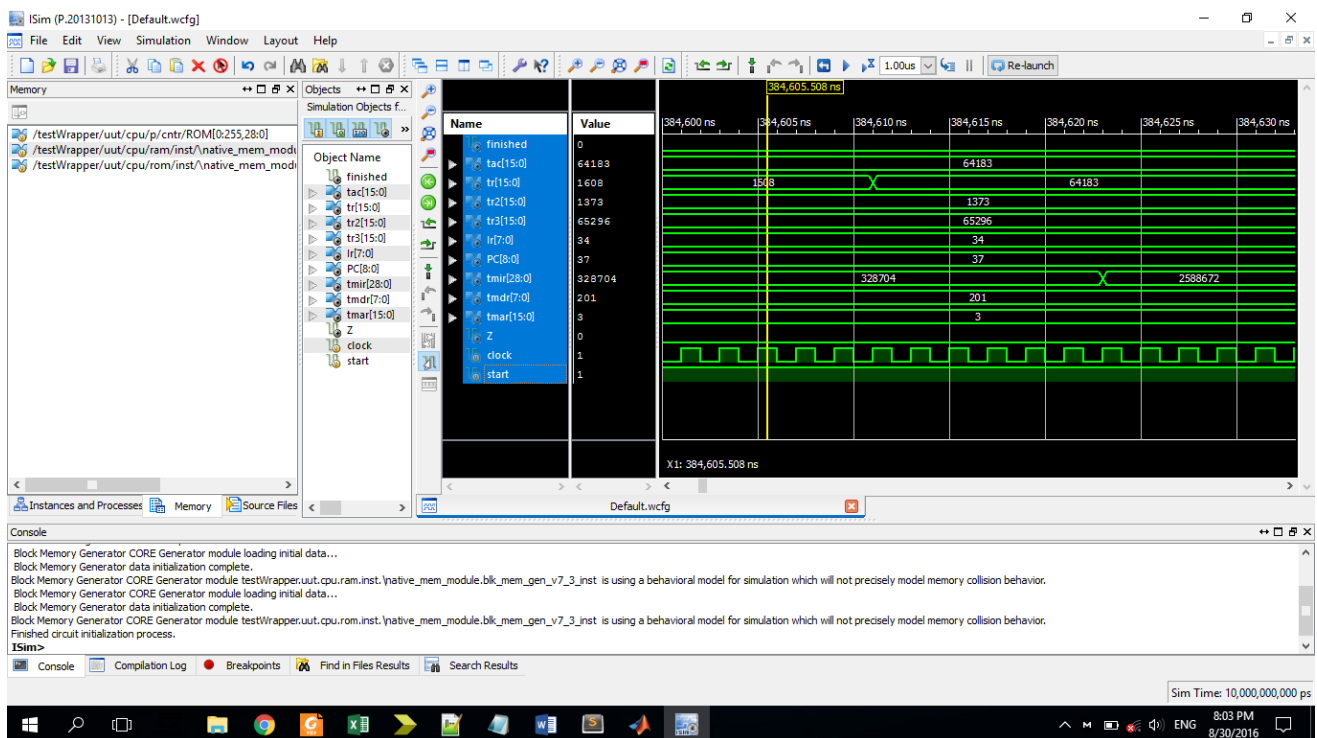 ISim (P.20131013) - [Default.wcfg]
File Edit View Simulation Window Layout Help
1.00us Re-launch
Memory
/testWrapper/uut/cpu/p/cntr/ROM[0:255,28:0]
/testWrapper/uut/cpu/ram/inst/\native_mem_modu
/testWrapper/uut/cpu/rom/inst/\native_mem_modu
Instances and Processes Memory Source Files
Objects
Simulation Objects f...
»
Object Name
finished
tac[15:0]
tr[15:0]
tr2[15:0]
tr3[15:0]
Ir[7:0]
PC[8:0]
tmir[28:0]
tmdr[7:0]
tmar[15:0]
Z
clock
start
384,605.508 ns
Name Value 384,600 ns 384,605 ns 384,610 ns 384,615 ns 384,620 ns 384,625 ns 384,630 ns
finished 0
tac[15:0] 64183 64183
tr[15:0] 1608 1608 64183
tr2[15:0] 1373 1373
tr3[15:0] 65296 65296
Ir[7:0] 34 34
PC[8:0] 37 37
tmir[28:0] 328704 328704 2588672
tmdr[7:0] 201 201
tmar[15:0] 3 3
Z 0
clock 1
start 1
X1: 384,605.508 ns
Default.wcfg
Console
Block Memory Generator CORE Generator module loading initial data...
Block Memory Generator data initialization complete.
Block Memory Generator CORE Generator module testWrapper.uut.cpu.ram.inst.\native_mem_module.blk_mem_gen_v7_3_inst is using a behavioral model for simulation which will not precisely model memory collision behavior.
Block Memory Generator CORE Generator module loading initial data...
Block Memory Generator data initialization complete.
Block Memory Generator CORE Generator module testWrapper.uut.cpu.rom.inst.\native_mem_module.blk_mem_gen_v7_3_inst is using a behavioral model for simulation which will not precisely model memory collision behavior.
Finished circuit initialization process.
ISim>
Console Compilation Log Breakpoints Find in Files Results Search Results
Sim Time: 10,000,000,000 ps
ENG 8:03 PM
8/30/2016